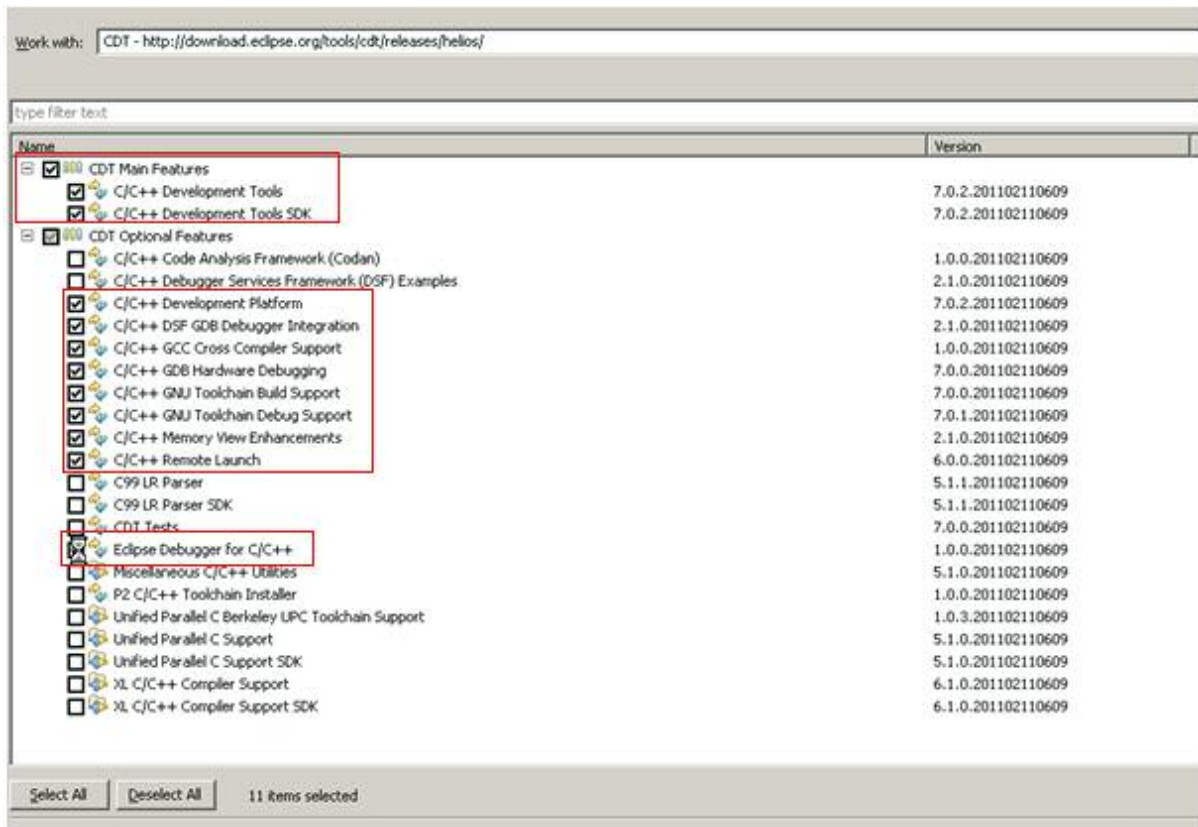 Work with: CDT - http://download.eclipse.org/tools/cdt/releases/helios/
type filter text
Name Version
CDT Main Features
C/C++ Development Tools 7.0.2.201102110609
C/C++ Development Tools SDK 7.0.2.201102110609
CDT Optional Features
C/C++ Code Analysis Framework (Codan) 1.0.0.201102110609
C/C++ Debugger Services Framework (DSF) Examples 2.1.0.201102110609
C/C++ Development Platform 7.0.2.201102110609
C/C++ DSF GDB Debugger Integration 2.1.0.201102110609
C/C++ GCC Cross Compiler Support 1.0.0.201102110609
C/C++ GDB Hardware Debugging 7.0.0.201102110609
C/C++ GNU Toolchain Build Support 7.0.0.201102110609
C/C++ GNU Toolchain Debug Support 7.0.1.201102110609
C/C++ Memory View Enhancements 2.1.0.201102110609
C/C++ Remote Launch 6.0.0.201102110609
C99 LR Parser 5.1.1.201102110609
C99 LR Parser SDK 5.1.1.201102110609
CDT Tests 7.0.0.201102110609
Eclipse Debugger for C/C++ 1.0.0.201102110609
Miscellaneous C/C++ Utilities 5.1.0.201102110609
P2 C/C++ Toolchain Installer 1.0.0.201102110609
Unified Parallel C Berkeley UPC Toolchain Support 1.0.3.201102110609
Unified Parallel C Support 5.1.0.201102110609
Unified Parallel C Support SDK 5.1.0.201102110609
XL C/C++ Compiler Support 6.1.0.201102110609
XL C/C++ Compiler Support SDK 6.1.0.201102110609
Select All Deselect All 11 items selected